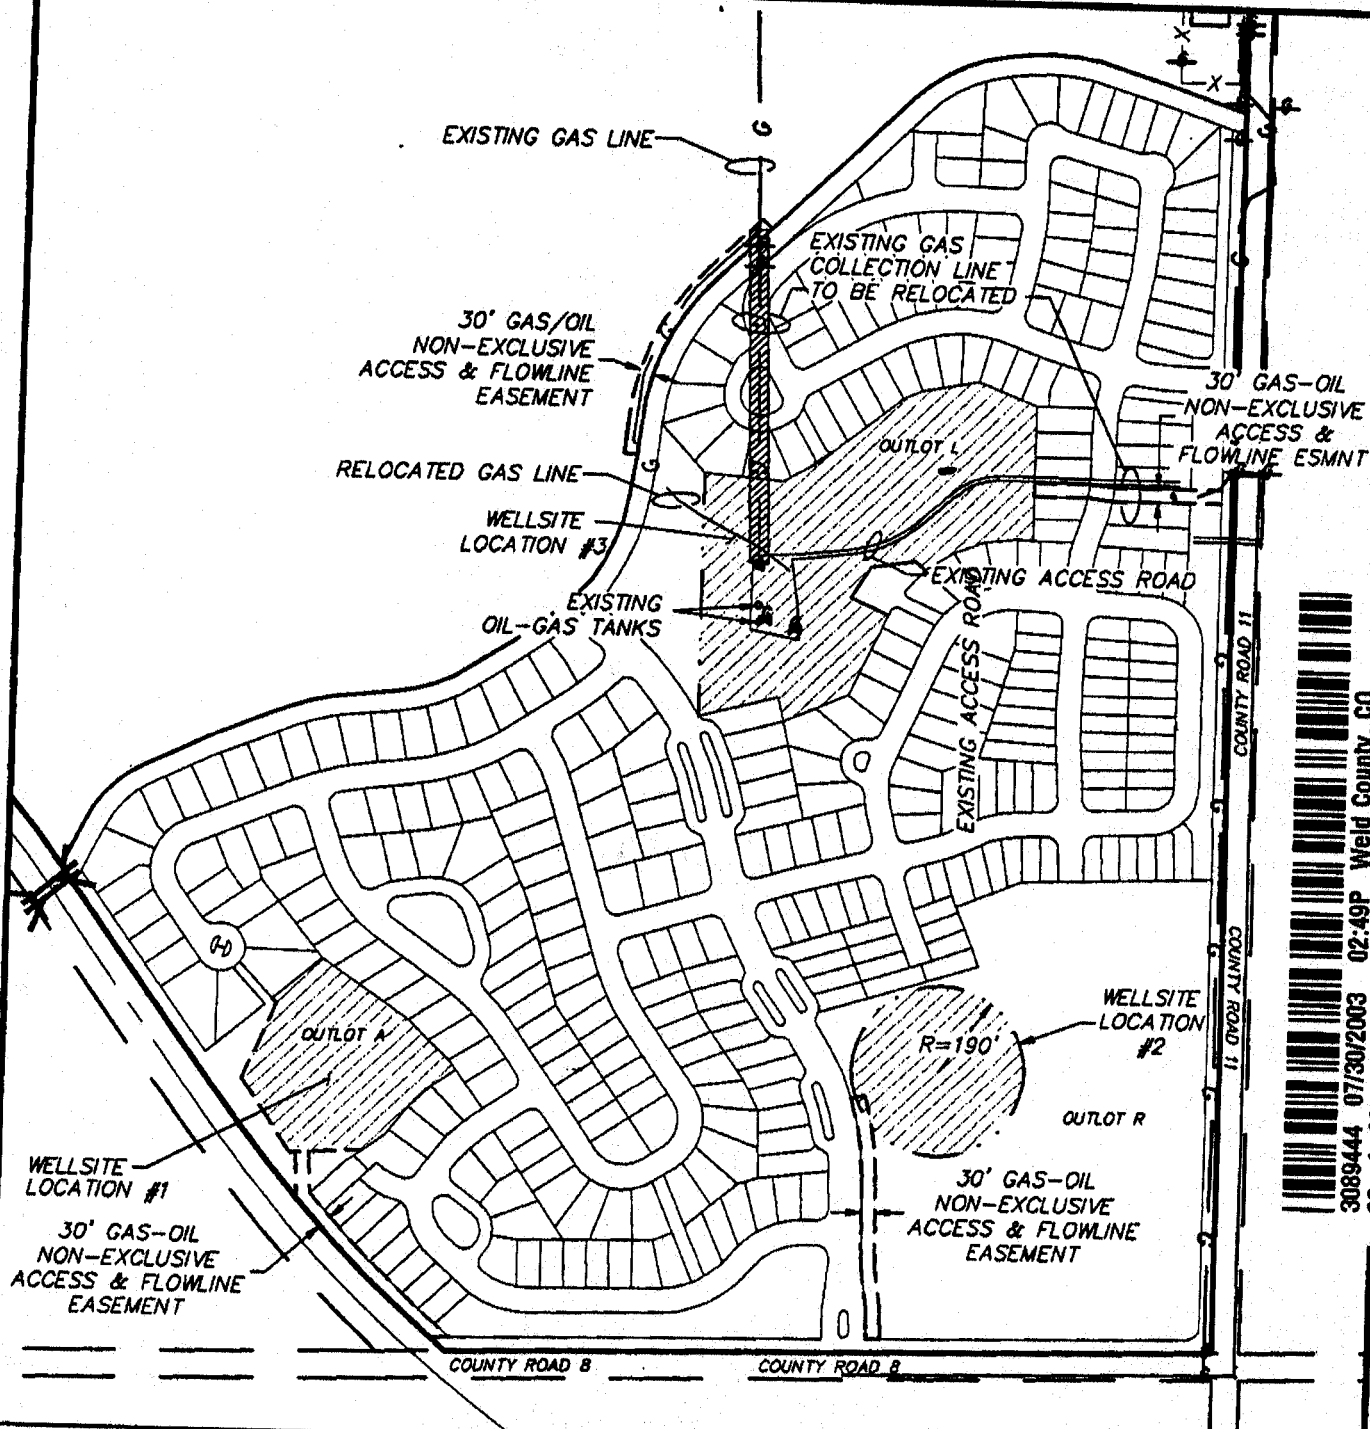 EXISTING GAS LINE
G
X
X
EXISTING GAS
COLLECTION LINE
TO BE RELOCATED
30' GAS/OIL
NON-EXCLUSIVE
ACCESS & FLOWLINE
EASEMENT
30' GAS-OIL
NON-EXCLUSIVE
ACCESS &
FLOWLINE ESMNT
OUTLOT L
RELOCATED GAS LINE
G
WELLSITE
LOCATION #3
EXISTING ACCESS ROAD
EXISTING
OIL-GAS TANKS
EXISTING ACCESS ROAD
COUNTY ROAD 11
COUNTY ROAD 11
OUTLOT A
WELLSITE
LOCATION
#2
R=190'
OUTLOT R
WELLSITE
LOCATION #1
30' GAS-OIL
NON-EXCLUSIVE
ACCESS & FLOWLINE
EASEMENT
30' GAS-OIL
NON-EXCLUSIVE
ACCESS & FLOWLINE
EASEMENT
COUNTY ROAD 8
COUNTY ROAD 8
3089444 07/30/2003 02:49P Weld County, CO